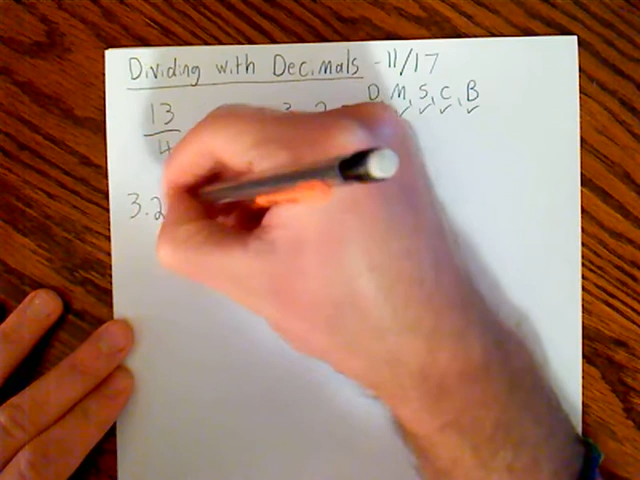 Dividing with Decimals - 11/17
D, M, S, C, B
13
4
3.2